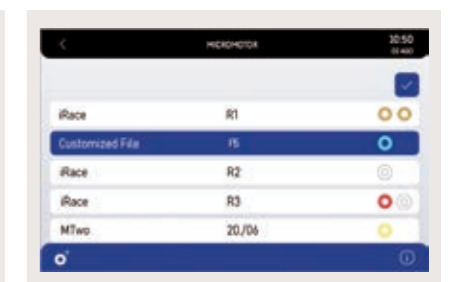 MICROMOTOR
10:50
iRace R1
Customized File F5
iRace R2
iRace R3
MTwo 20/06